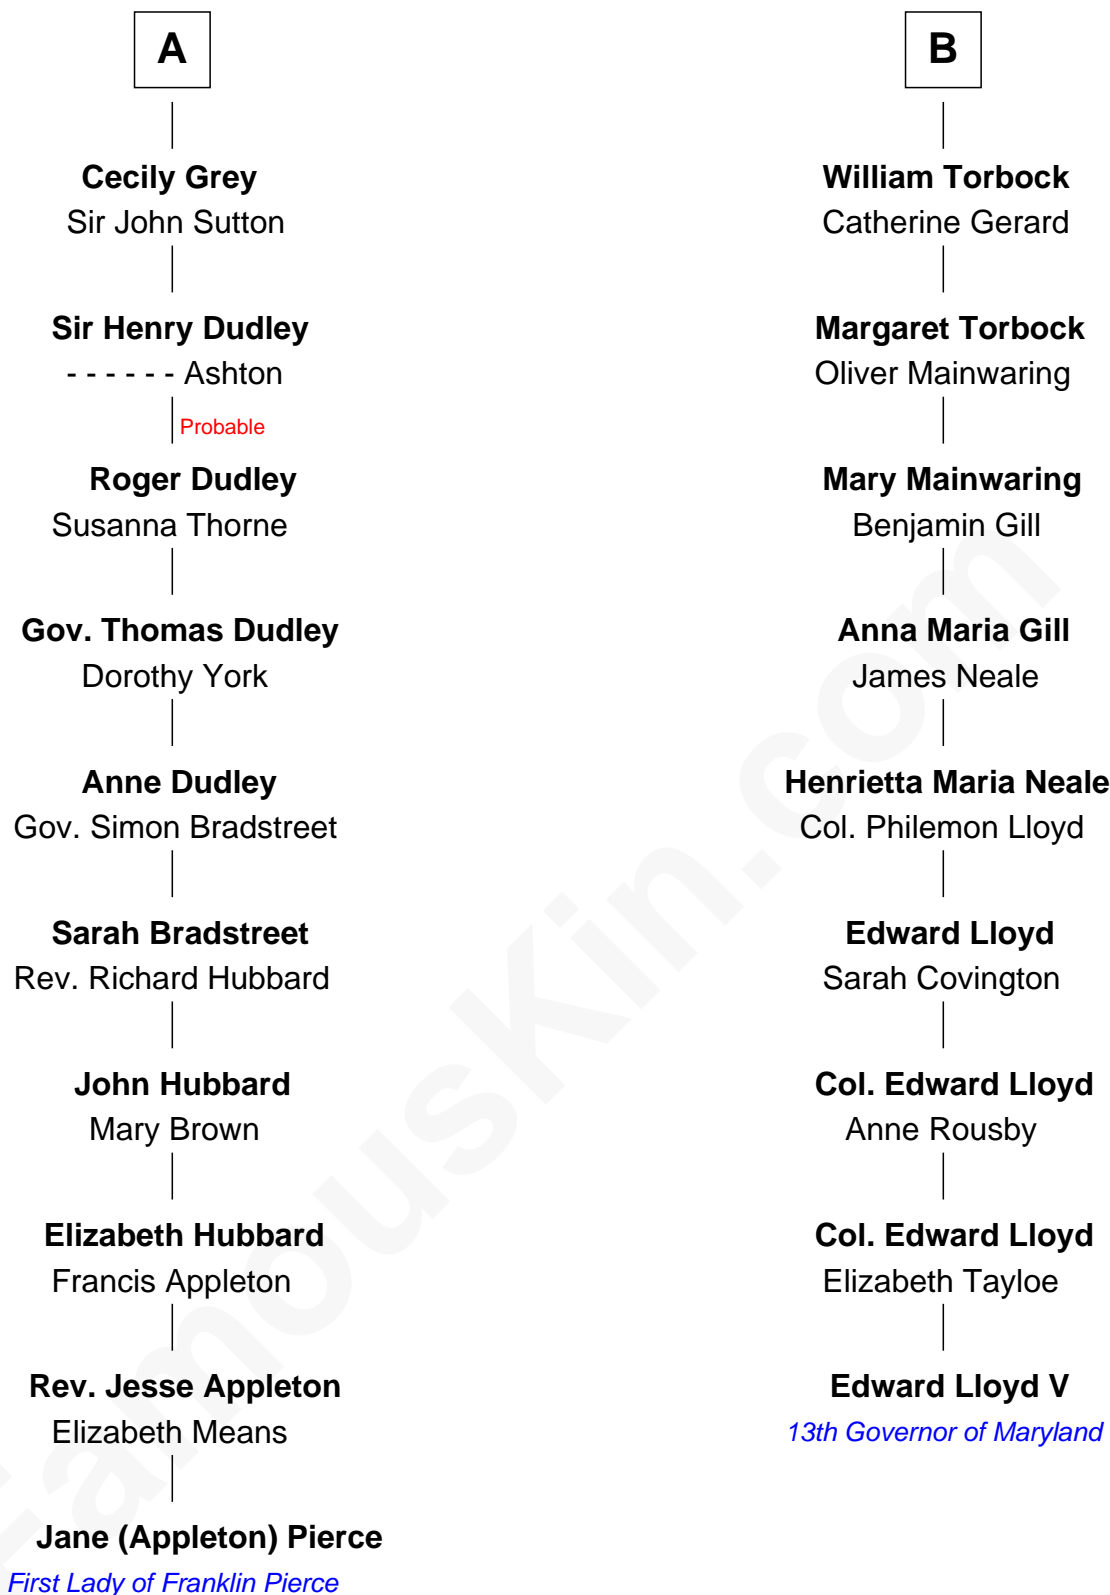 A
Cecily Grey
Sir John Sutton
Sir Henry Dudley
- - - - - - Ashton
Probable
Roger Dudley
Susanna Thorne
Gov. Thomas Dudley
Dorothy York
Anne Dudley
Gov. Simon Bradstreet
Sarah Bradstreet
Rev. Richard Hubbard
John Hubbard
Mary Brown
Elizabeth Hubbard
Francis Appleton
Rev. Jesse Appleton
Elizabeth Means
Jane (Appleton) Pierce
First Lady of Franklin Pierce
B
William Torbock
Catherine Gerard
Margaret Torbock
Oliver Mainwaring
Mary Mainwaring
Benjamin Gill
Anna Maria Gill
James Neale
Henrietta Maria Neale
Col. Philemon Lloyd
Edward Lloyd
Sarah Covington
Col. Edward Lloyd
Anne Rousby
Col. Edward Lloyd
Elizabeth Tayloe
Edward Lloyd V
13th Governor of Maryland
FamousKin.com